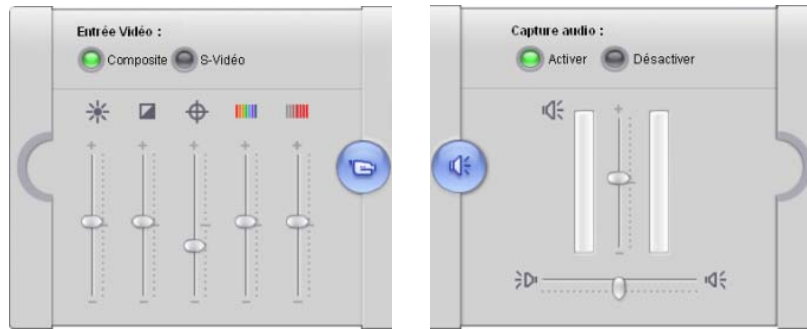 Entrée Vidéo :
Composite S-Vidéo
Capture audio :
Activer Désactiver